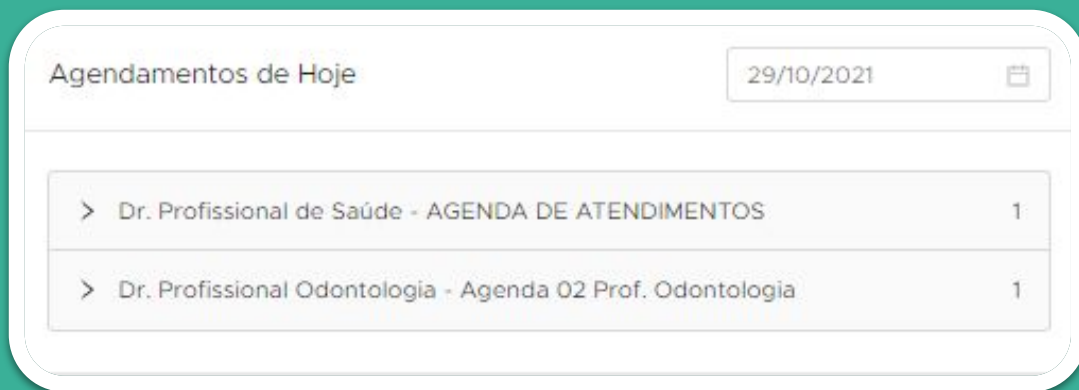 Agendamentos de Hoje
29/10/2021
> Dr. Profissional de Saúde - AGENDA DE ATENDIMENTOS 1
> Dr. Profissional Odontologia - Agenda 02 Prof. Odontologia 1